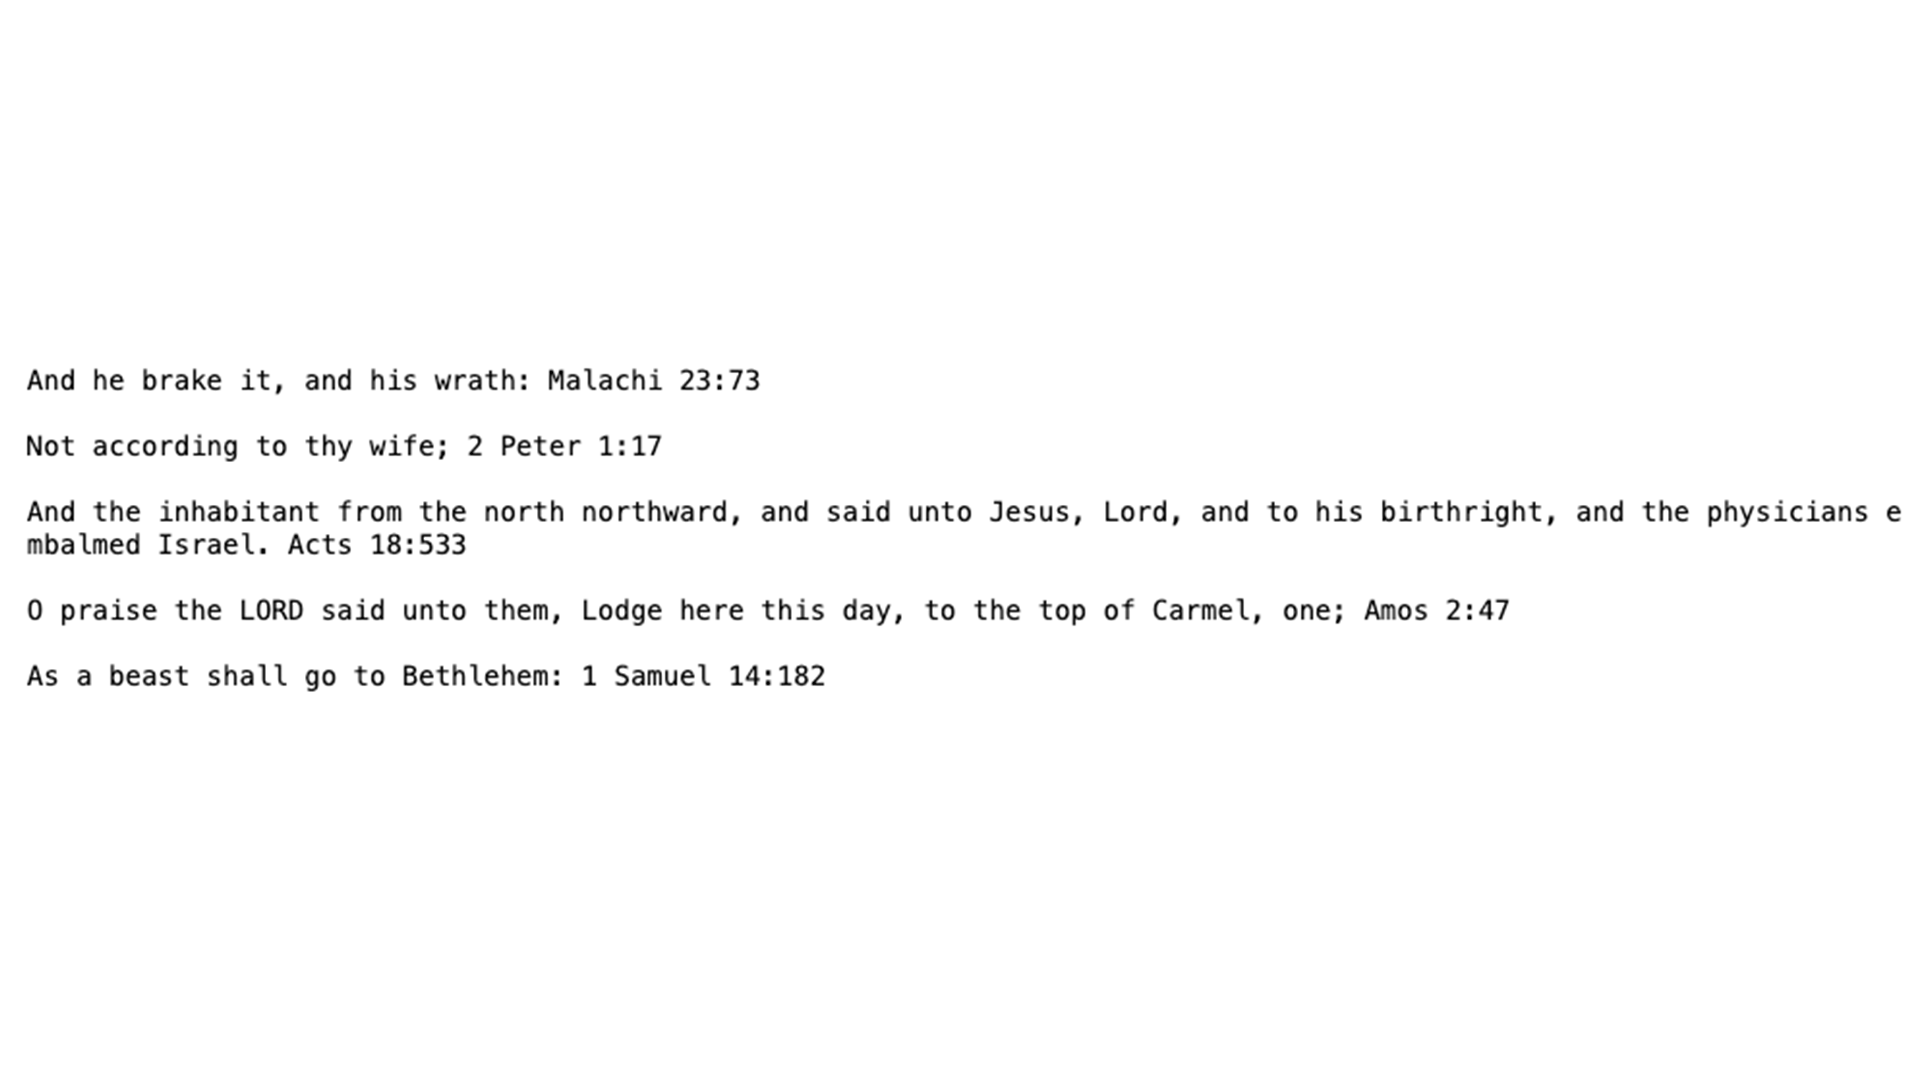 And he brake it, and his wrath: Malachi 23:73
Not according to thy wife; 2 Peter 1:17
And the inhabitant from the north northward, and said unto Jesus, Lord, and to his birthright, and the physicians e
mbalmed Israel. Acts 18:533
O praise the LORD said unto them, Lodge here this day, to the top of Carmel, one; Amos 2:47
As a beast shall go to Bethlehem: 1 Samuel 14:182